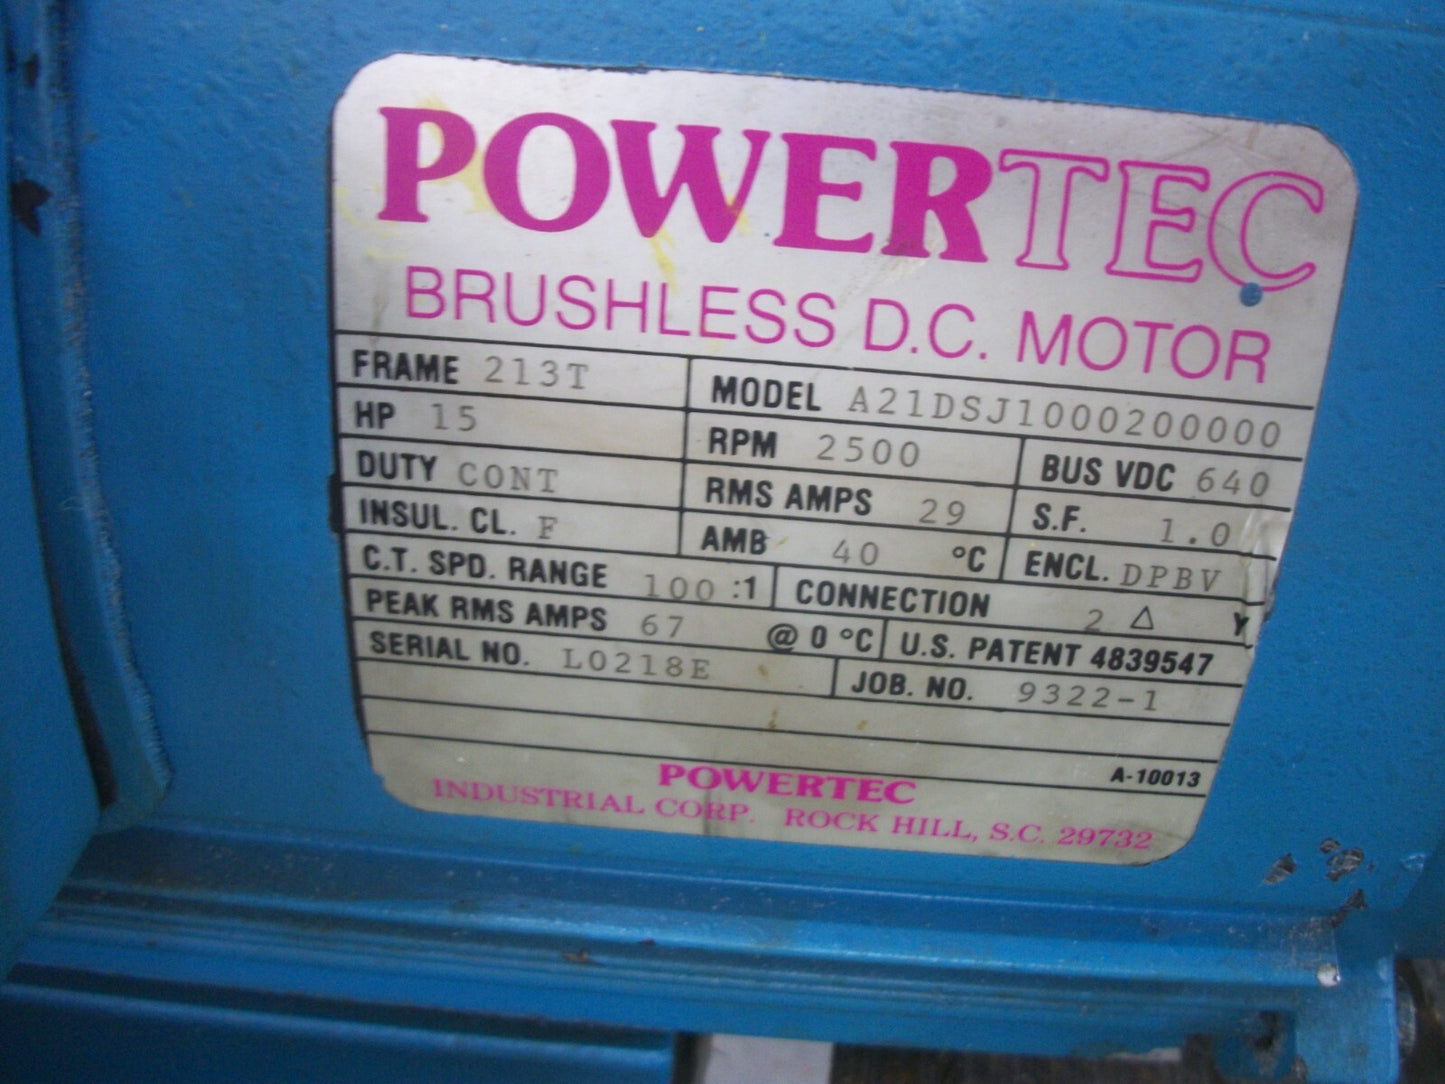 POWERTEC
BRUSHLESS D.C. MOTOR
FRAME 213T MODEL A21DSJ1000200000
HP 15 RPM 2500 BUS VDC 640
DUTY CONT RMS AMPS 29 S.F. 1.0
INSUL. CL. F AMB 40 °C ENCL. DPBV
C.T. SPD. RANGE 100 :1 CONNECTION 2 Δ Y
PEAK RMS AMPS 67 @ 0 °C U.S. PATENT 4839547
SERIAL NO. L0218E JOB. NO. 9322-1
A-10013
POWERTEC
INDUSTRIAL CORP. ROCK HILL, S.C. 29732